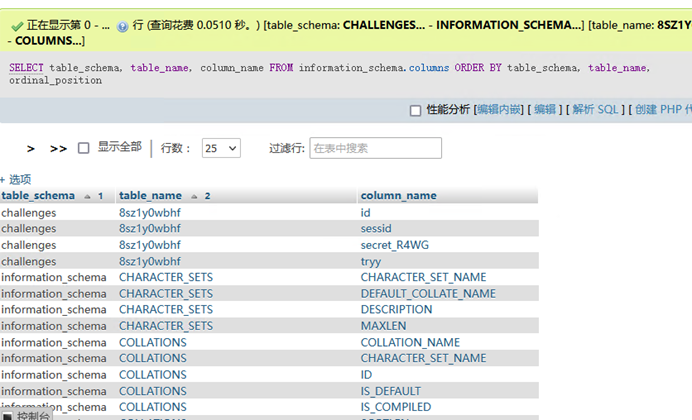 正在显示第 0 - ... 行 (查询花费 0.0510 秒。) [table_schema: CHALLENGES... - INFORMATION_SCHEMA...] [table_name: 8SZ1Y
- COLUMNS...]
SELECT table_schema, table_name, column_name FROM information_schema.columns ORDER BY table_schema, table_name,
ordinal_position
性能分析 [编辑内嵌] [ 编辑 ] [ 解析 SQL ] [ 创建 PHP 代
> >> 显示全部 行数： 25 过滤行: 在表中搜索
+ 选项
table_schema 1 table_name 2 column_name
challenges 8sz1y0wbhf id
challenges 8sz1y0wbhf sessid
challenges 8sz1y0wbhf secret_R4WG
challenges 8sz1y0wbhf tryy
information_schema CHARACTER_SETS CHARACTER_SET_NAME
information_schema CHARACTER_SETS DEFAULT_COLLATE_NAME
information_schema CHARACTER_SETS DESCRIPTION
information_schema CHARACTER_SETS MAXLEN
information_schema COLLATIONS COLLATION_NAME
information_schema COLLATIONS CHARACTER_SET_NAME
information_schema COLLATIONS ID
information_schema COLLATIONS IS_DEFAULT
information_schema COLLATIONS IS_COMPILED
控制台